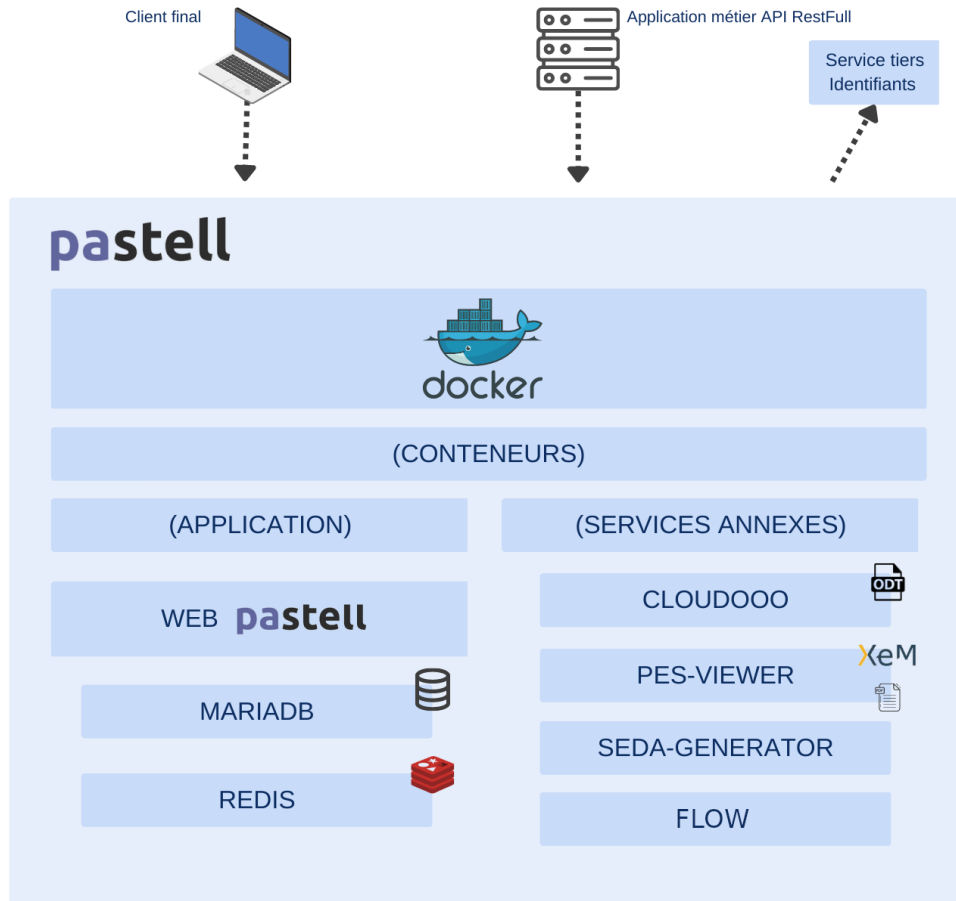 Client final
Application métier API RestFull
Service tiers
Identifiants
pastell
docker
(CONTENEURS)
(APPLICATION)
(SERVICES ANNEXES)
WEB pastell
MARIADB
REDIS
ODT
CLOUDOOO
XeM
PES-VIEWER
SEDA-GENERATOR
FLOW